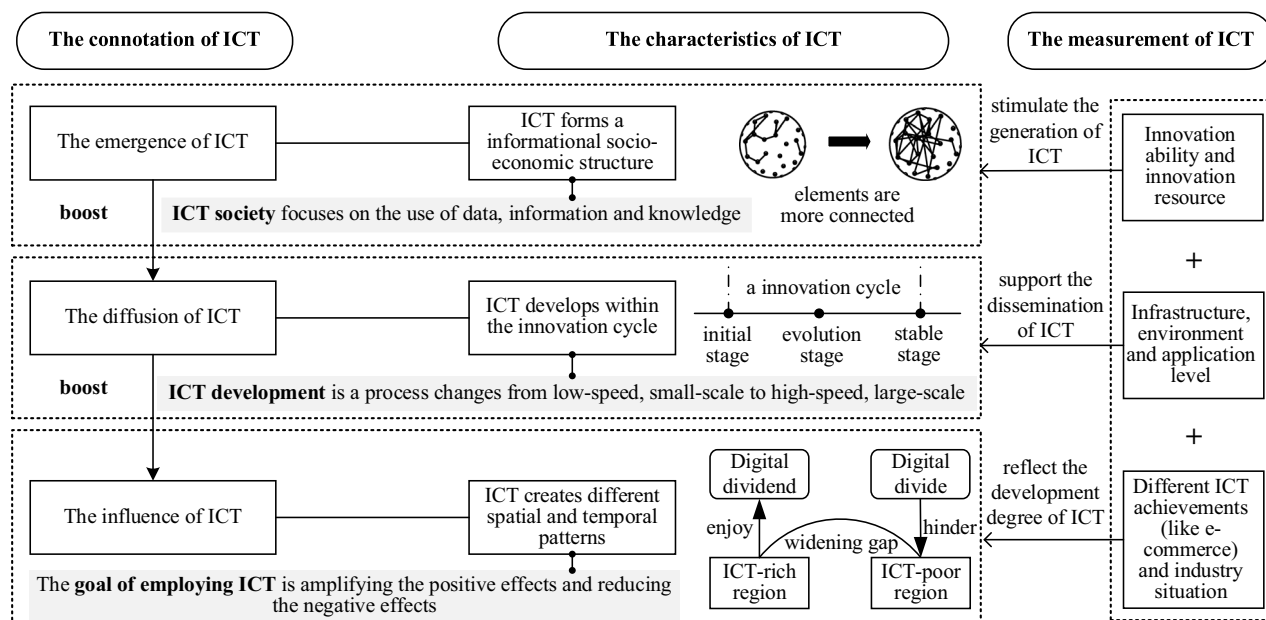 The connotation of ICT
The characteristics of ICT
The measurement of ICT
The emergence of ICT
ICT forms a
informational socio-
economic structure
elements are
more connected
stimulate the
generation of
ICT
Innovation
ability and
innovation
resource
boost
ICT society focuses on the use of data, information and knowledge
+
The diffusion of ICT
ICT develops within
the innovation cycle
a innovation cycle
initial
stage
evolution
stage
stable
stage
support the
dissemination
of ICT
Infrastructure,
environment
and application
level
boost
ICT development is a process changes from low-speed, small-scale to high-speed, large-scale
+
The influence of ICT
ICT creates different
spatial and temporal
patterns
Digital
dividend
Digital
divide
enjoy
widening gap
hinder
ICT-rich
region
ICT-poor
region
reflect the
development
degree of ICT
Different ICT
achievements
(like e-
commerce)
and industry
situation
The goal of employing ICT is amplifying the positive effects and reducing
the negative effects